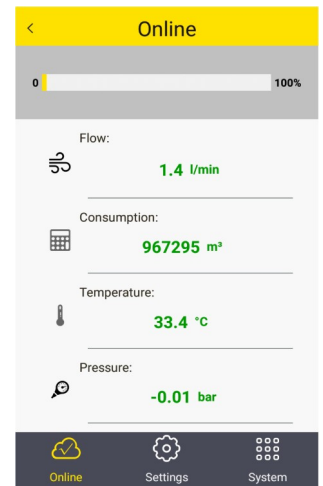 Online
0 100%
Flow:
1.4 l/min
Consumption:
967295 m³
Temperature:
33.4 °C
Pressure:
-0.01 bar
Online Settings System